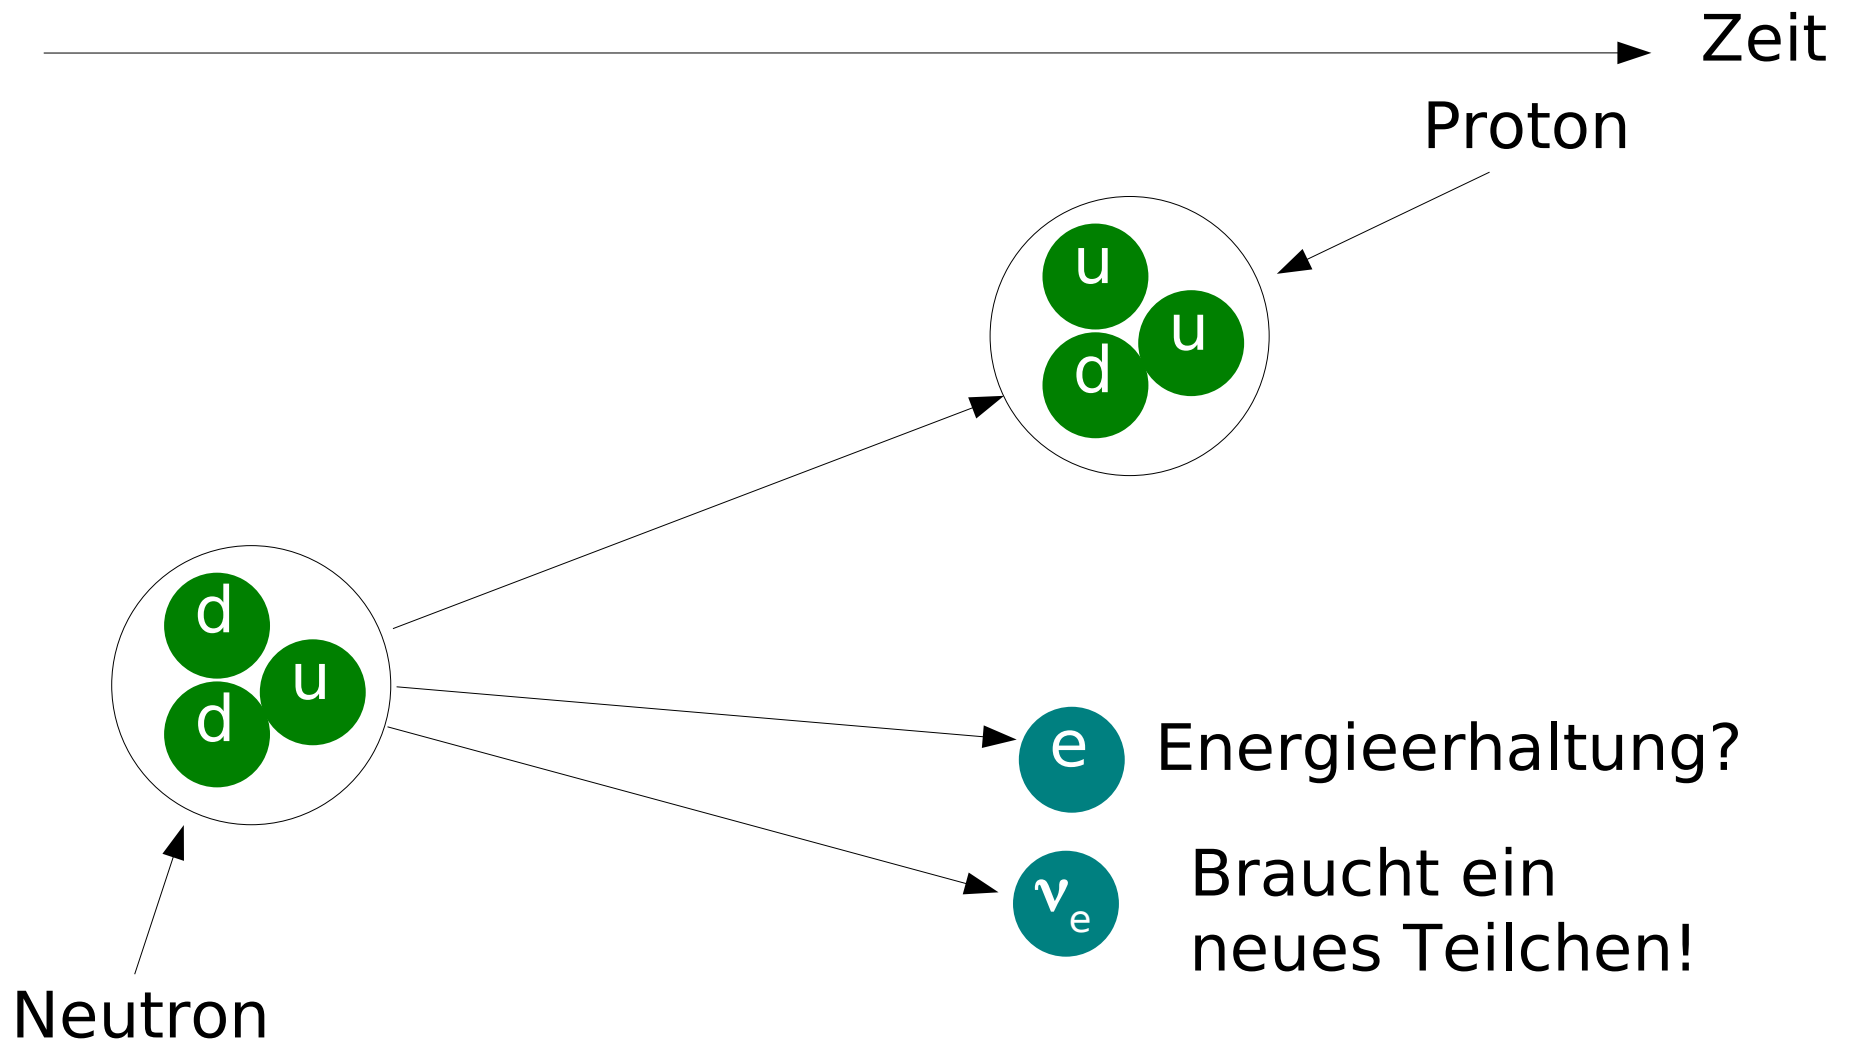 Zeit
Proton
u
u
d
d
u
d
e Energieerhaltung?
νe
Braucht ein
neues Teilchen!
Neutron